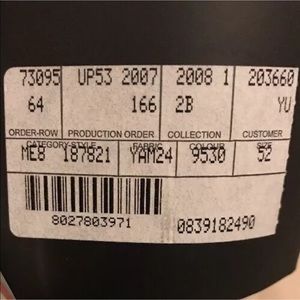 73095 UP53 2007 2008 1 203660
64 166 2B YU
ORDER-ROW PRODUCTION ORDER COLLECTION CUSTOMER
CATEGORY-STYLE FABRIC COLOUR SIZE
ME8 187821 YAM24 9530 52
8027803971 0839182490